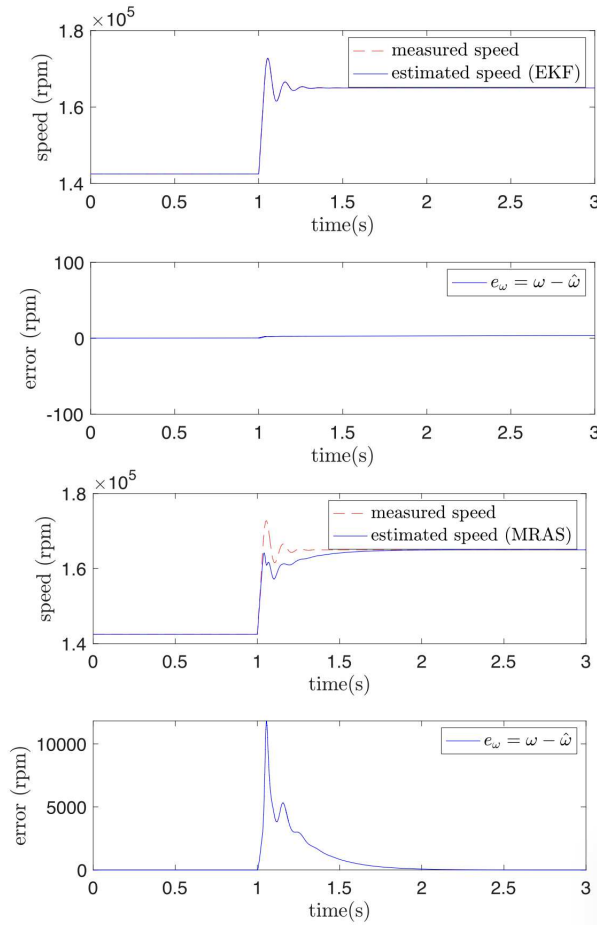 ×10⁵
1.8
1.6
1.4
speed (rpm)
measured speed
estimated speed (EKF)
0 0.5 1 1.5 2 2.5 3
time(s)
100
0
-100
error (rpm)
e_ω = ω − ω̂
0 0.5 1 1.5 2 2.5 3
time(s)
×10⁵
1.8
1.6
1.4
speed (rpm)
measured speed
estimated speed (MRAS)
0 0.5 1 1.5 2 2.5 3
time(s)
10000
5000
0
error (rpm)
e_ω = ω − ω̂
0 0.5 1 1.5 2 2.5 3
time(s)